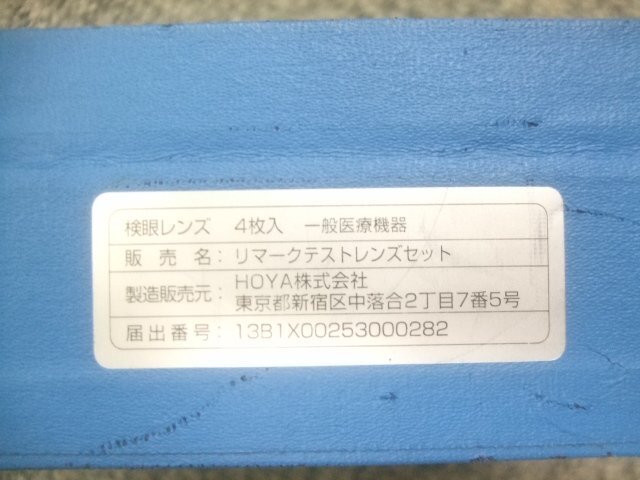 検眼レンズ 4枚入 一般医療機器
販売名: リマークテストレンズセット
製造販売元: HOYA株式会社
東京都新宿区中落合2丁目7番5号
届出番号: 13B1X00253000282